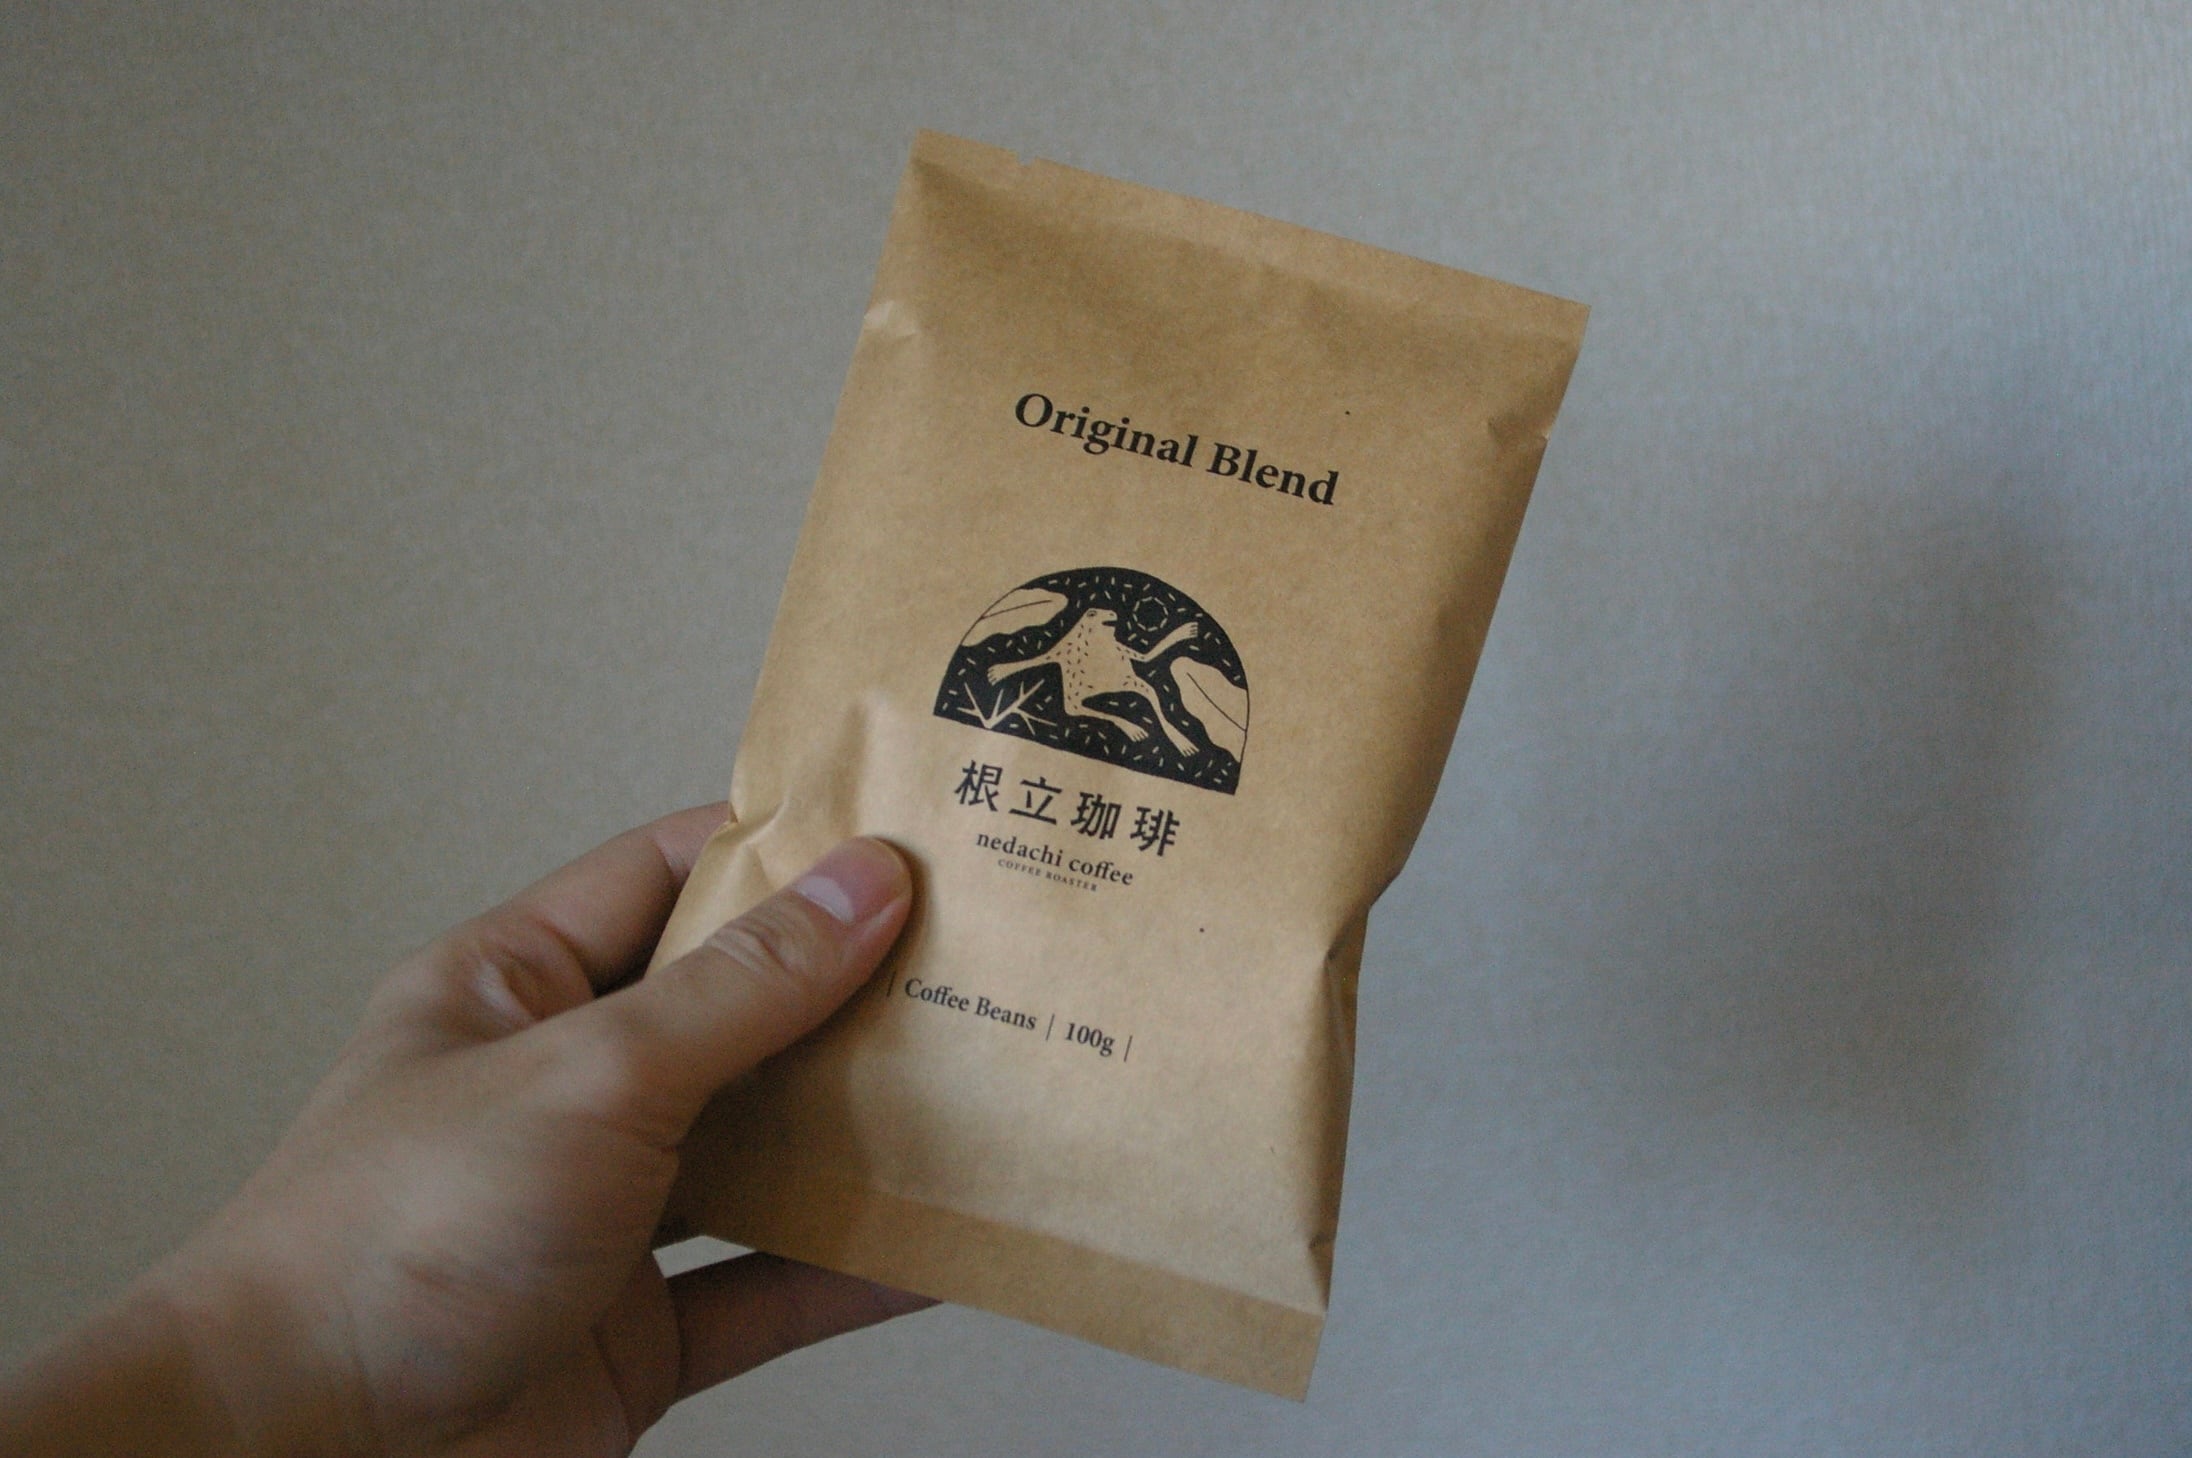 Original Blend
根立珈琲
nedachi coffee
COFFEE ROASTER
| Coffee Beans | 100g |